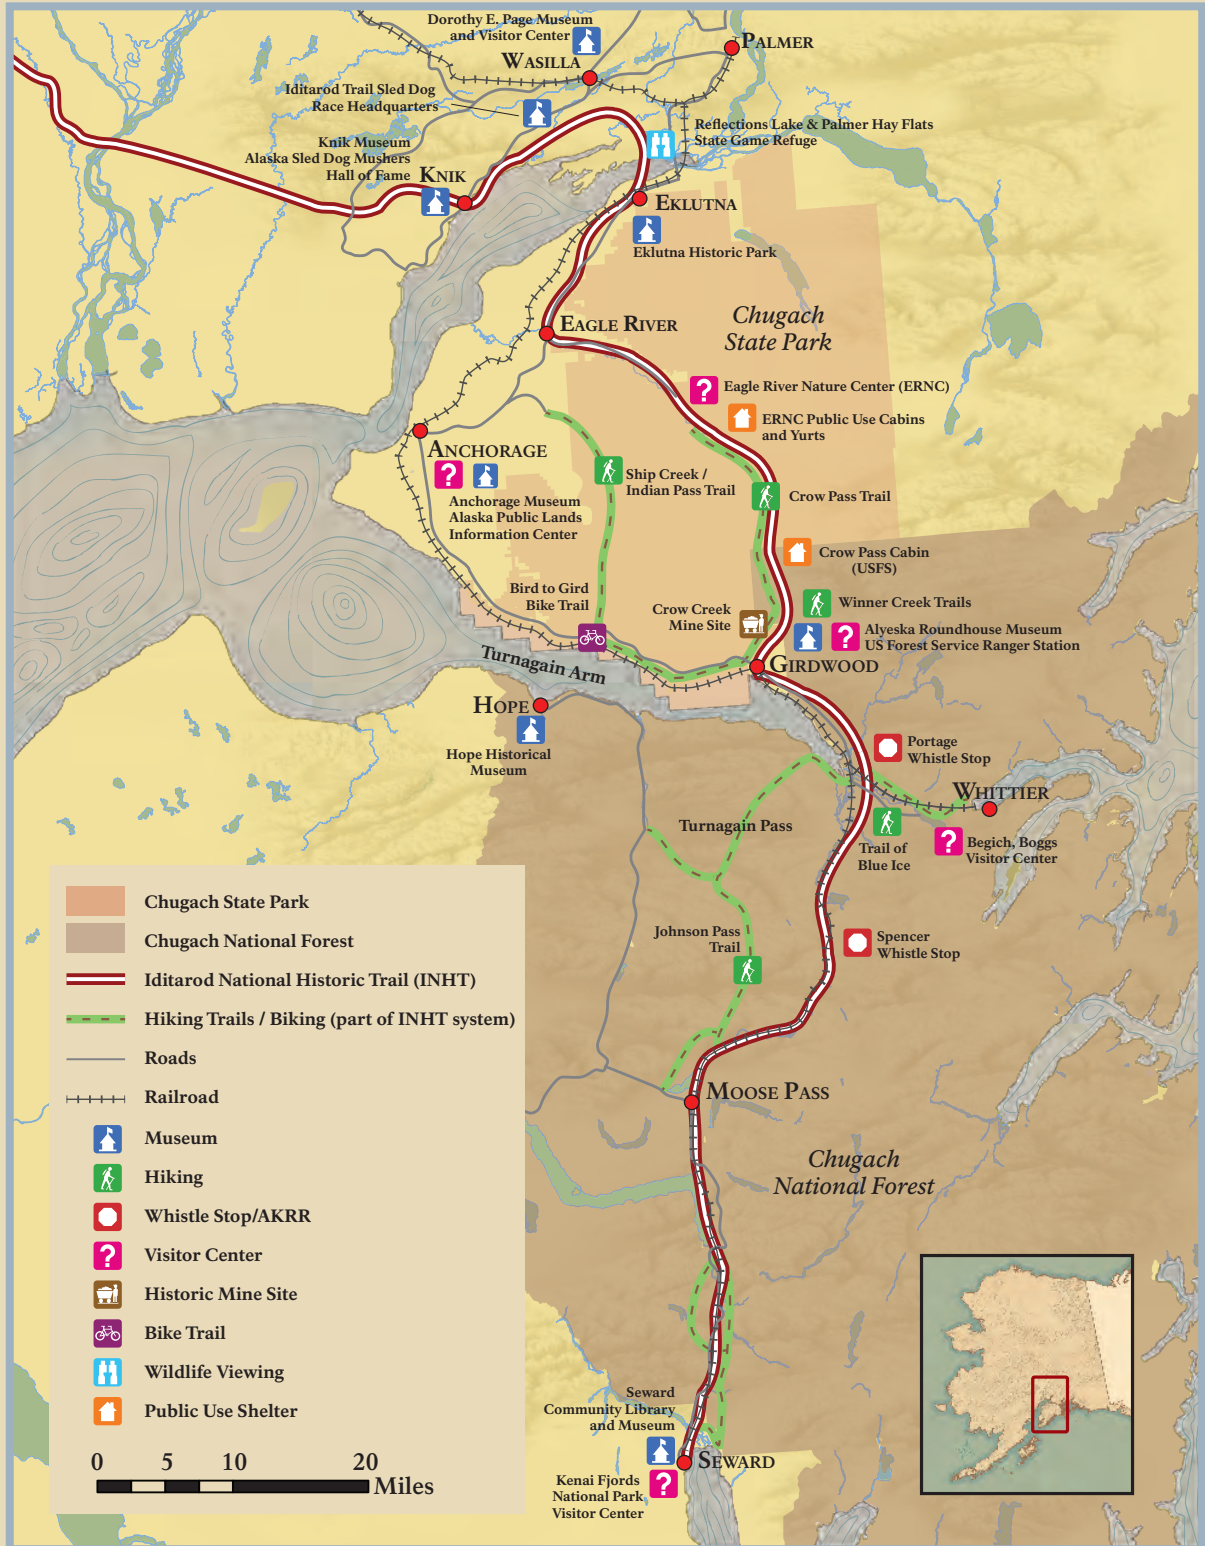 Dorothy E. Page Museum
and Visitor Center
WASILLA
PALMER
Iditarod Trail Sled Dog
Race Headquarters
Reflections Lake & Palmer Hay Flats
State Game Refuge
Knik Museum
Alaska Sled Dog Mushers
Hall of Fame
KNIK
EKLUTNA
Eklutna Historic Park
EAGLE RIVER
Chugach
State Park
Eagle River Nature Center (ERNC)
ERNC Public Use Cabins
and Yurts
ANCHORAGE
Anchorage Museum
Alaska Public Lands
Information Center
Ship Creek /
Indian Pass Trail
Crow Pass Trail
Crow Pass Cabin
(USFS)
Bird to Gird
Bike Trail
Crow Creek
Mine Site
Winner Creek Trails
Alyeska Roundhouse Museum
US Forest Service Ranger Station
GIRDWOOD
Turnagain Arm
HOPE
Hope Historical
Museum
Portage
Whistle Stop
WHITTIER
Turnagain Pass
Trail of
Blue Ice
Begich, Boggs
Visitor Center
Johnson Pass
Trail
Spencer
Whistle Stop
MOOSE PASS
Chugach
National Forest
Seward
Community Library
and Museum
SEWARD
Kenai Fjords
National Park
Visitor Center
Chugach State Park
Chugach National Forest
Iditarod National Historic Trail (INHT)
Hiking Trails / Biking (part of INHT system)
Roads
Railroad
Museum
Hiking
Whistle Stop/AKRR
Visitor Center
Historic Mine Site
Bike Trail
Wildlife Viewing
Public Use Shelter
0 5 10 20
Miles